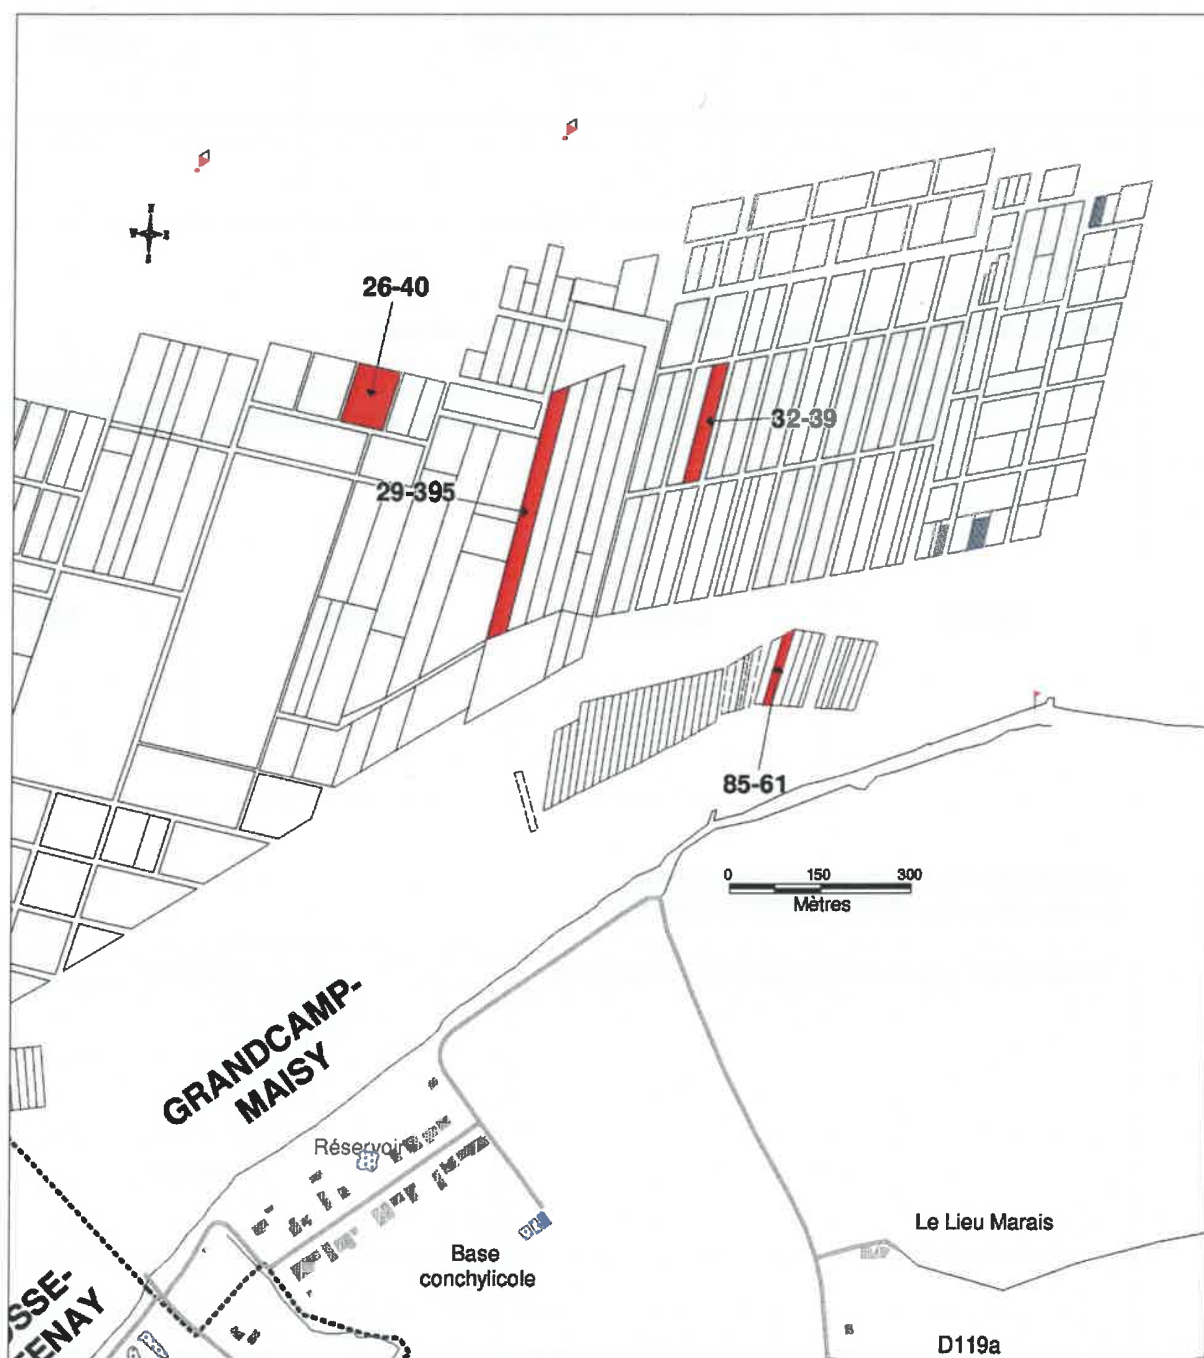 N
26-40
32-39
29-395
85-61
0 150 300
Mètres
GRANDCAMP-
MAISY
Réservoir
Le Lieu Marais
Base
conchylicole
D119a